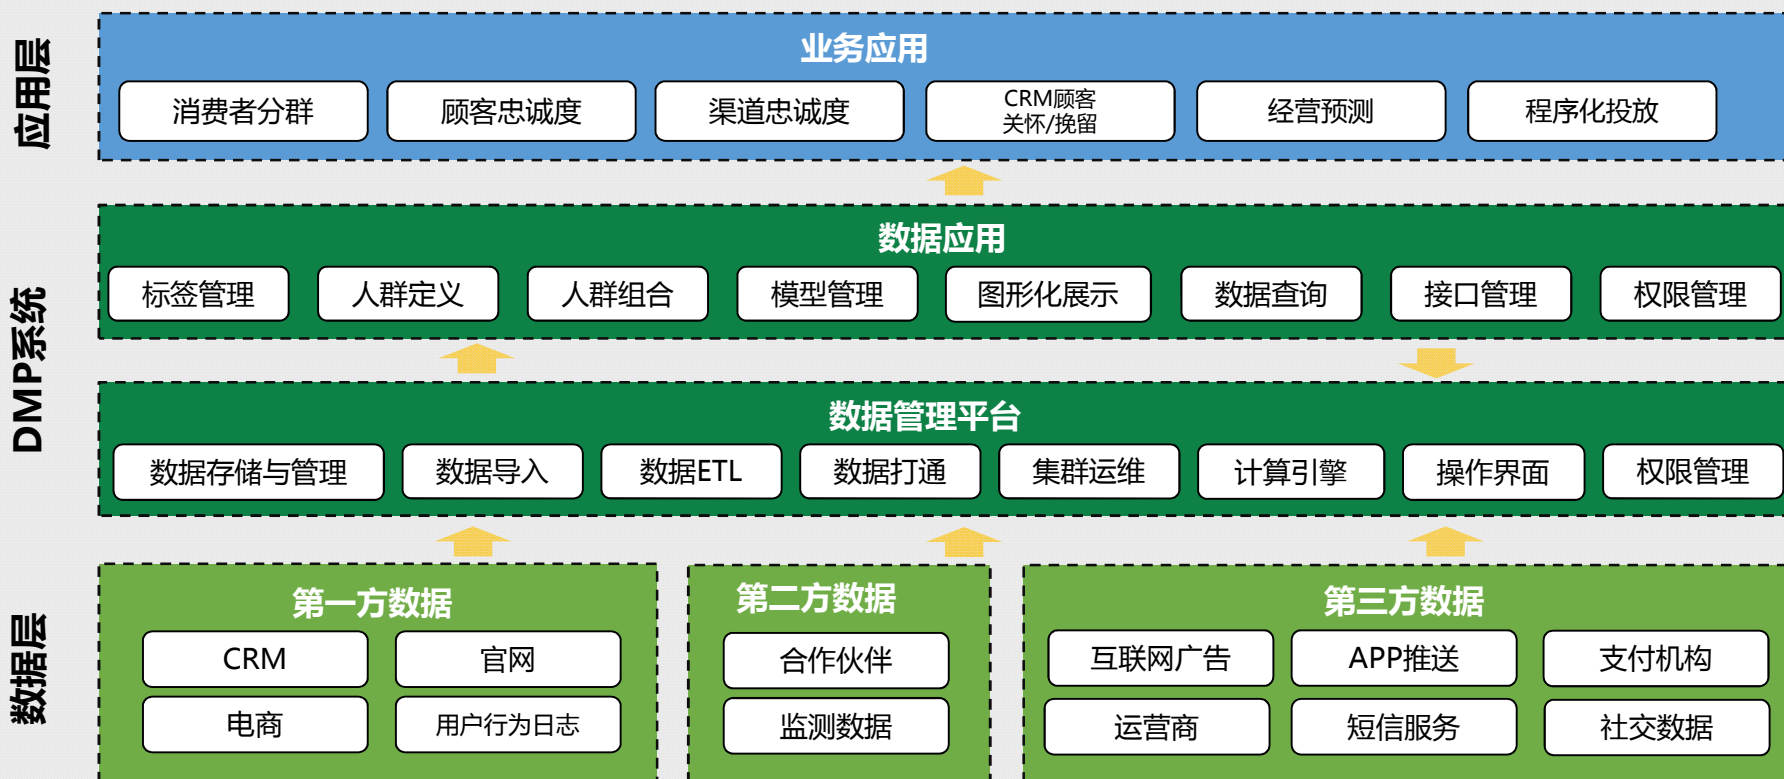 应用层
业务应用
消费者分群
顾客忠诚度
渠道忠诚度
CRM顾客
关怀/挽留
经营预测
程序化投放
DMP系统
数据应用
标签管理
人群定义
人群组合
模型管理
图形化展示
数据查询
接口管理
权限管理
数据管理平台
数据存储与管理
数据导入
数据ETL
数据打通
集群运维
计算引擎
操作界面
权限管理
数据层
第一方数据
CRM
官网
电商
用户行为日志
第二方数据
合作伙伴
监测数据
第三方数据
互联网广告
APP推送
支付机构
运营商
短信服务
社交数据